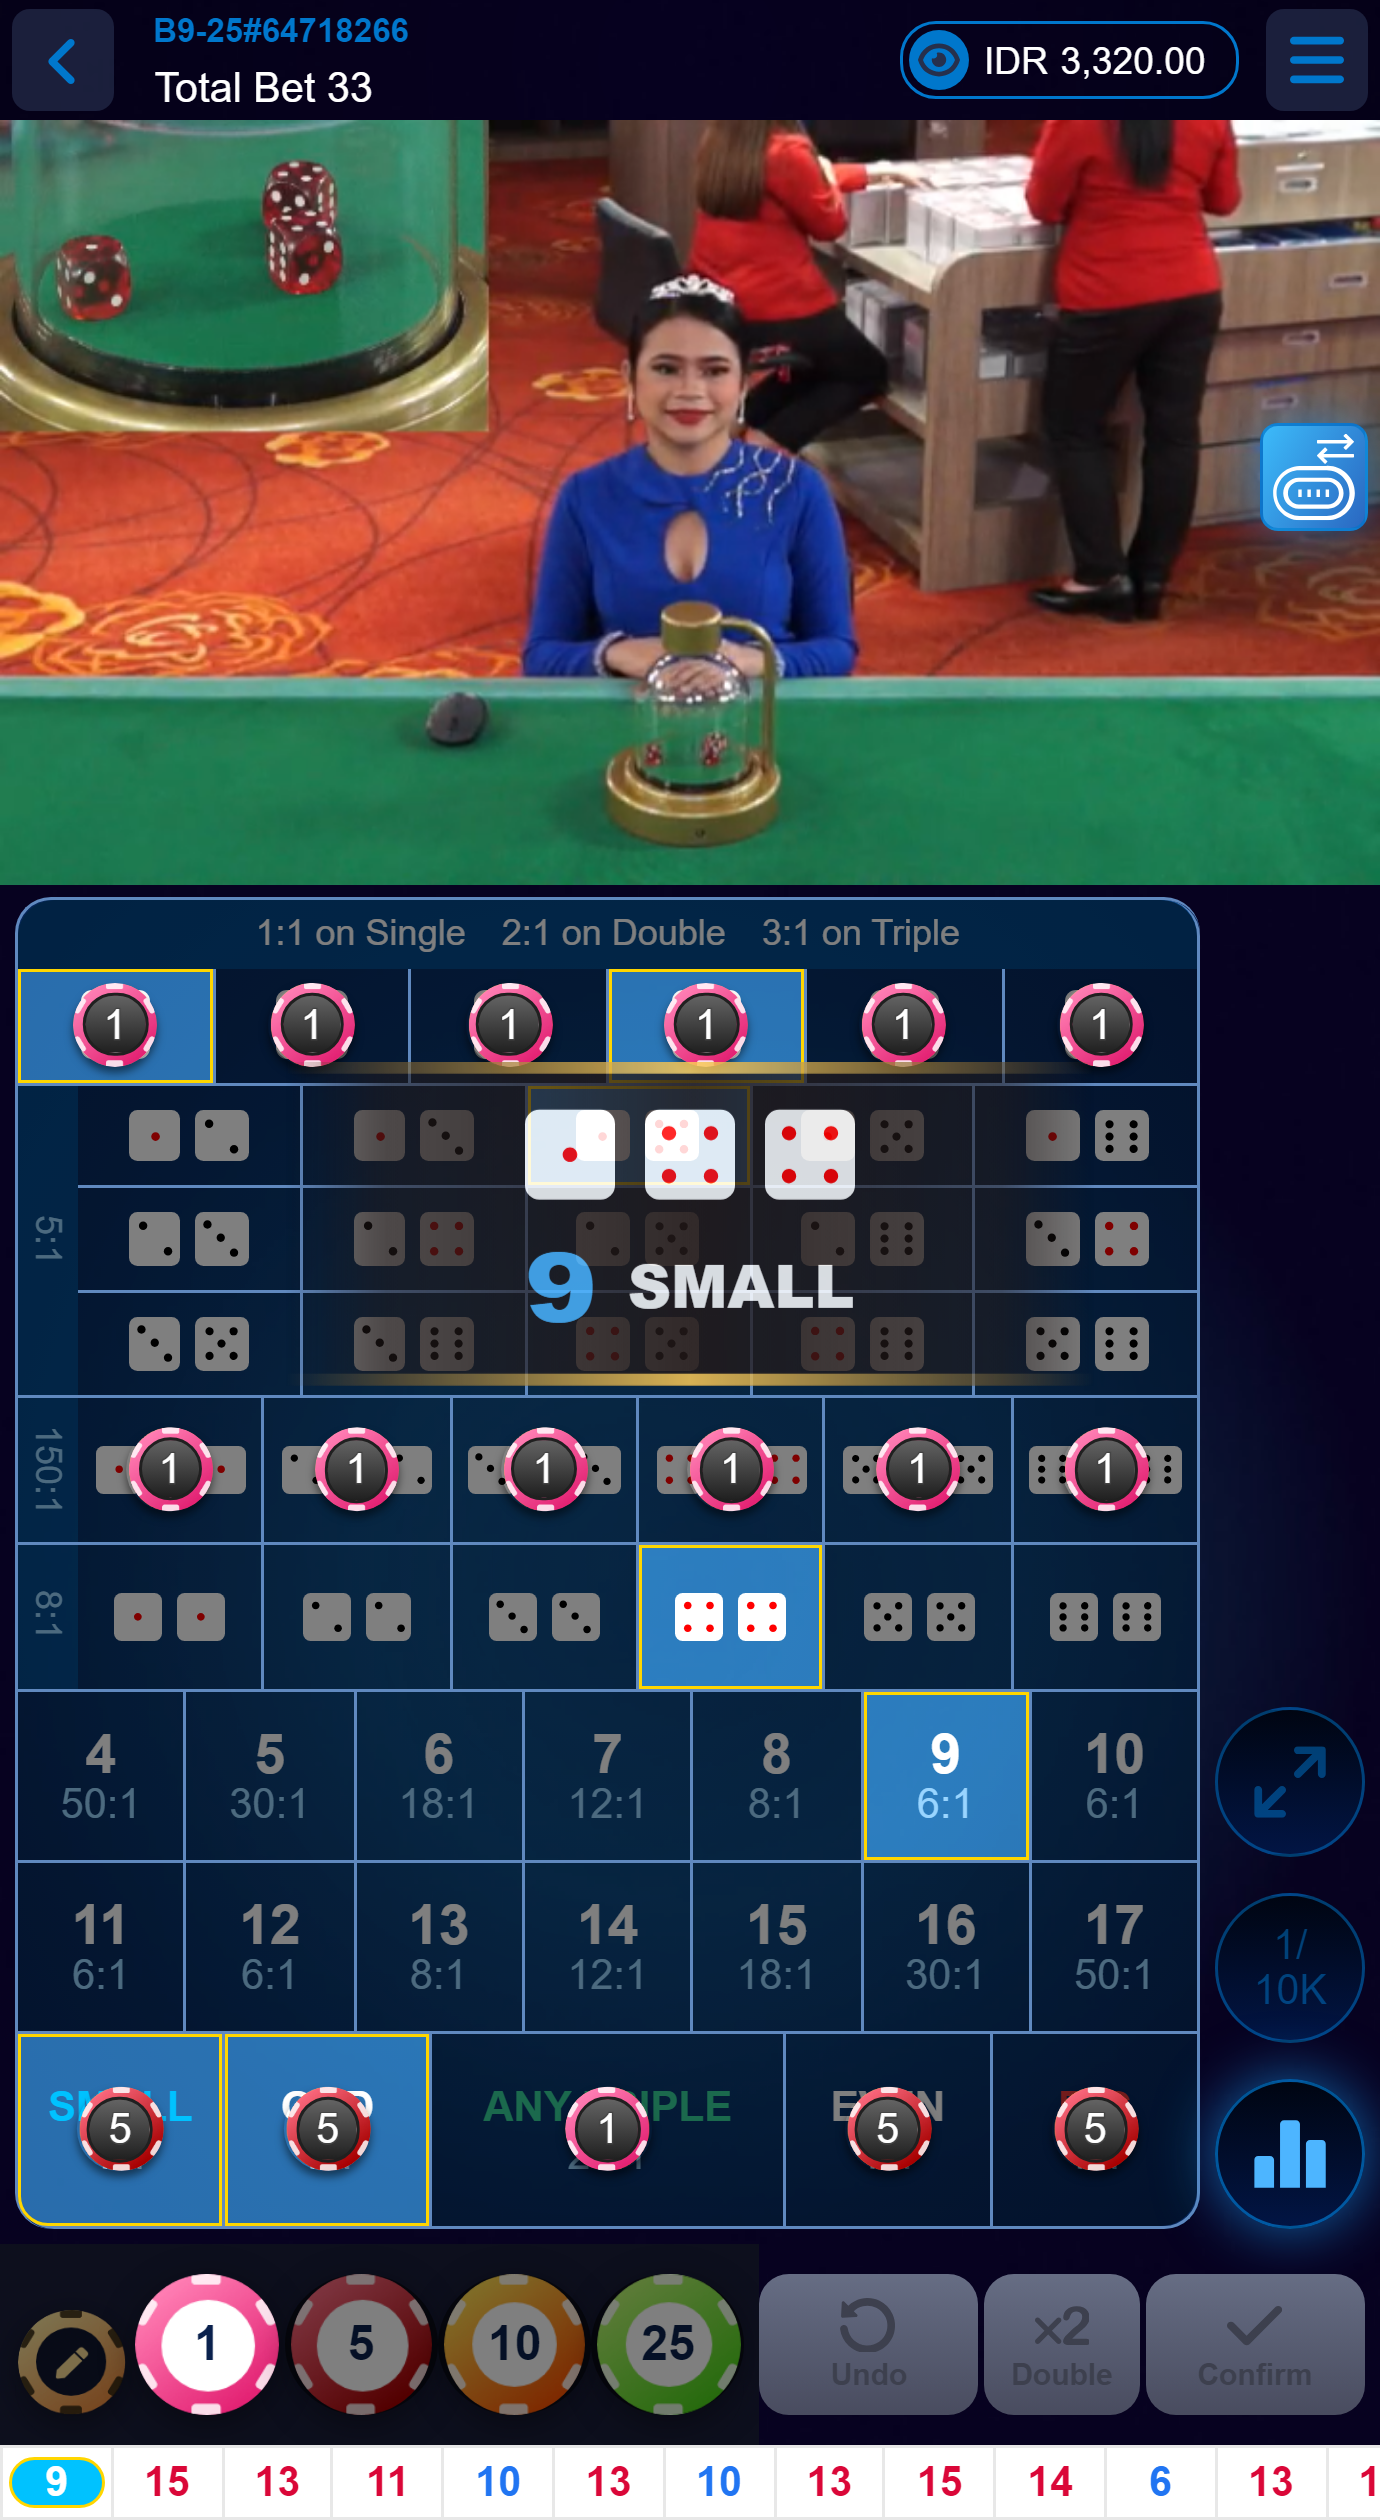 B9-25#64718266
Total Bet 33
IDR 3,320.00
1:1 on Single 2:1 on Double 3:1 on Triple
1 1 1 1 1 1
5:1
9 SMALL
150:1
1 1 1 1 1 1
8:1
4 5 6 7 8 9 10
50:1 30:1 18:1 12:1 8:1 6:1 6:1
11 12 13 14 15 16 17
6:1 6:1 8:1 12:1 18:1 30:1 50:1
1/
10K
SMALL ANY TRIPLE EVEN
5 5 1 5 5
1 5 10 25
x2
Undo Double Confirm
9 15 13 11 10 13 10 13 15 14 6 13